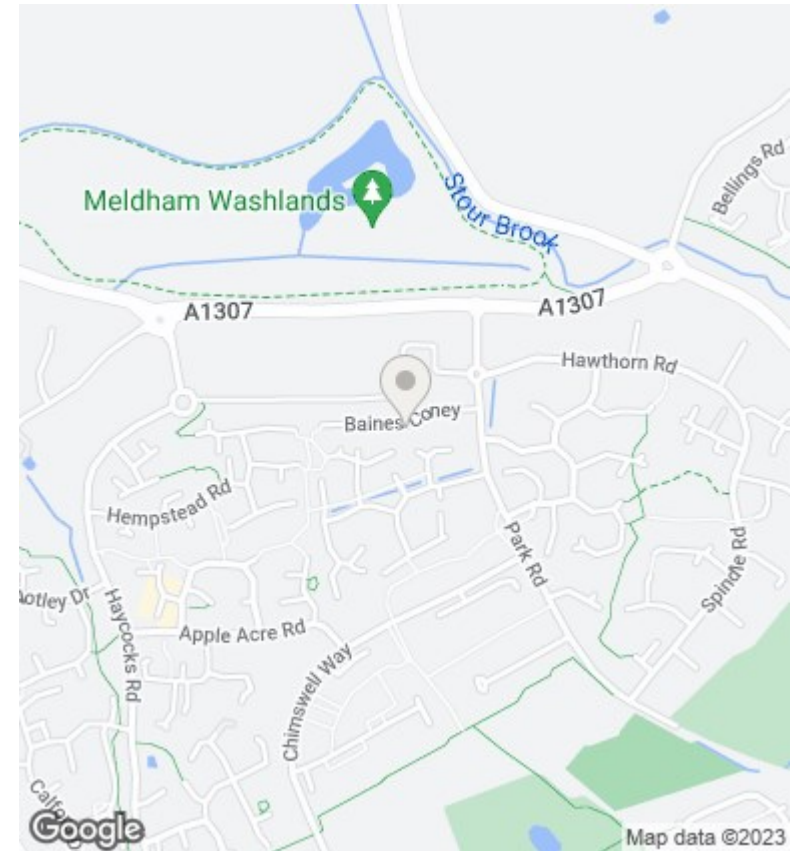 Bellings Rd
Meldham Washlands
Stour Brook
A1307
A1307
Hawthorn Rd
Baines Coney
Hempstead Rd
Park Rd
Spindle Rd
otley Dr
Haycocks Rd
Apple Acre Rd
Chimswell Way
Calfo
Google
Map data ©2023